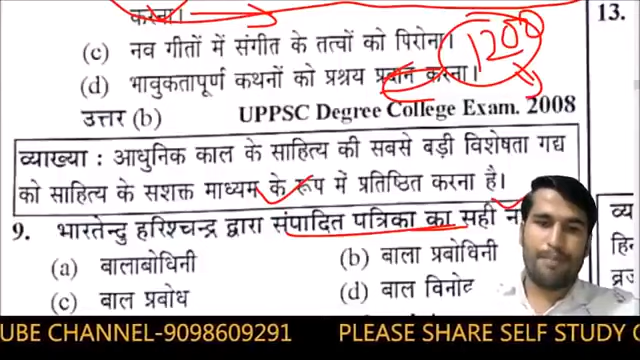 करना।
13.
(c) नव गीतों में संगीत के तत्वों को पिरोना।
1200
(d) भावुकतापूर्ण कथनों को प्रश्रय प्रदान करना।
उत्तर (b) UPPSC Degree College Exam. 2008
व्याख्या : आधुनिक काल के साहित्य की सबसे बड़ी विशेषता गद्य
को साहित्य के सशक्त माध्यम के रूप में प्रतिष्ठित करना है।
9. भारतेन्दु हरिश्चन्द्र द्वारा संपादित पत्रिका का सही
(a) बालाबोधिनी (b) बाला प्रबोधिनी
(c) बाल प्रबोध (d) बाल विनोद
UBE CHANNEL-9098609291 PLEASE SHARE SELF STUDY